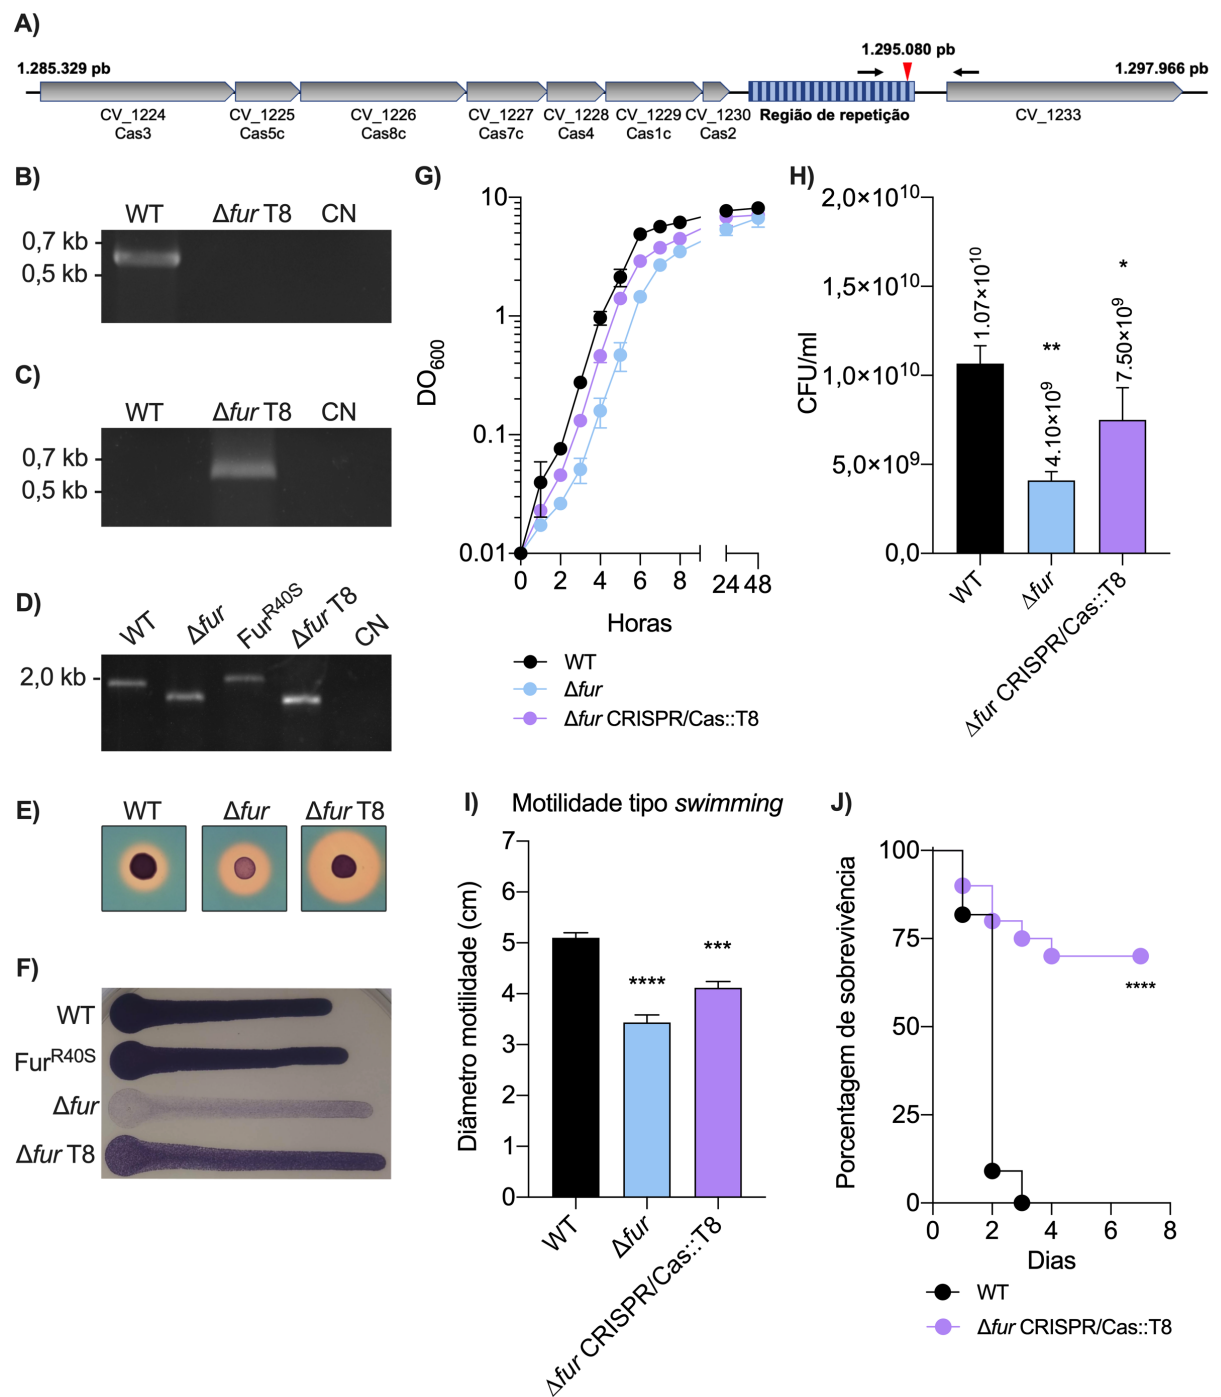 A)
1.285.329 pb
1.295.080 pb
1.297.966 pb
CV_1224
Cas3
CV_1225
Cas5c
CV_1226
Cas8c
CV_1227
Cas7c
CV_1228
Cas4
CV_1229
Cas1c
CV_1230
Cas2
Região de repetição
CV_1233
B)
WT Δfur T8 CN
0,7 kb
0,5 kb
C)
WT Δfur T8 CN
0,7 kb
0,5 kb
D)
WT Δfur Fur^R40S Δfur T8 CN
2,0 kb
E)
WT Δfur Δfur T8
F)
WT
Fur^R40S
Δfur
Δfur T8
G)
DO₆₀₀
10
1
0.1
0.01
0 2 4 6 8 24 48
Horas
WT
Δfur
Δfur CRISPR/Cas::T8
H)
CFU/ml
2,0×10¹⁰
1,5×10¹⁰
1,0×10¹⁰
5,0×10⁹
0,0
1.07×10¹⁰
**
4.10×10⁹
*
7.50×10⁹
WT
Δfur
Δfur CRISPR/Cas::T8
I)
Motilidade tipo swimming
Diâmetro motilidade (cm)
7
6
5
4
3
2
1
0
****
***
WT
Δfur
Δfur CRISPR/Cas::T8
J)
Porcentagem de sobrevivência
100
75
50
25
0
****
0 2 4 6 8
Dias
WT
Δfur CRISPR/Cas::T8